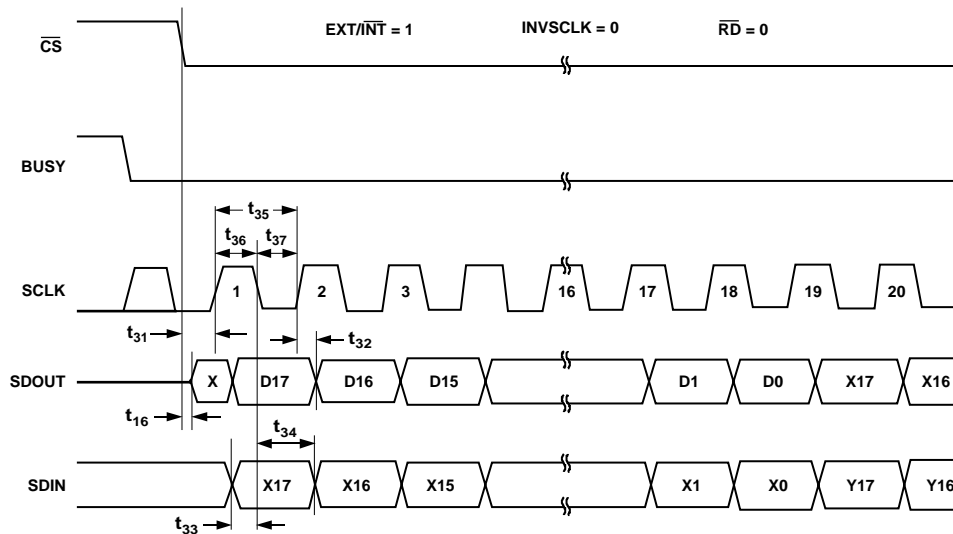 EXT/INT = 1 INVSCLK = 0 RD = 0
CS
BUSY
t35
t36 t37
SCLK 1 2 3 16 17 18 19 20
t31
t32
SDOUT X D17 D16 D15 D1 D0 X17 X16
t16
t34
SDIN X17 X16 X15 X1 X0 Y17 Y16
t33